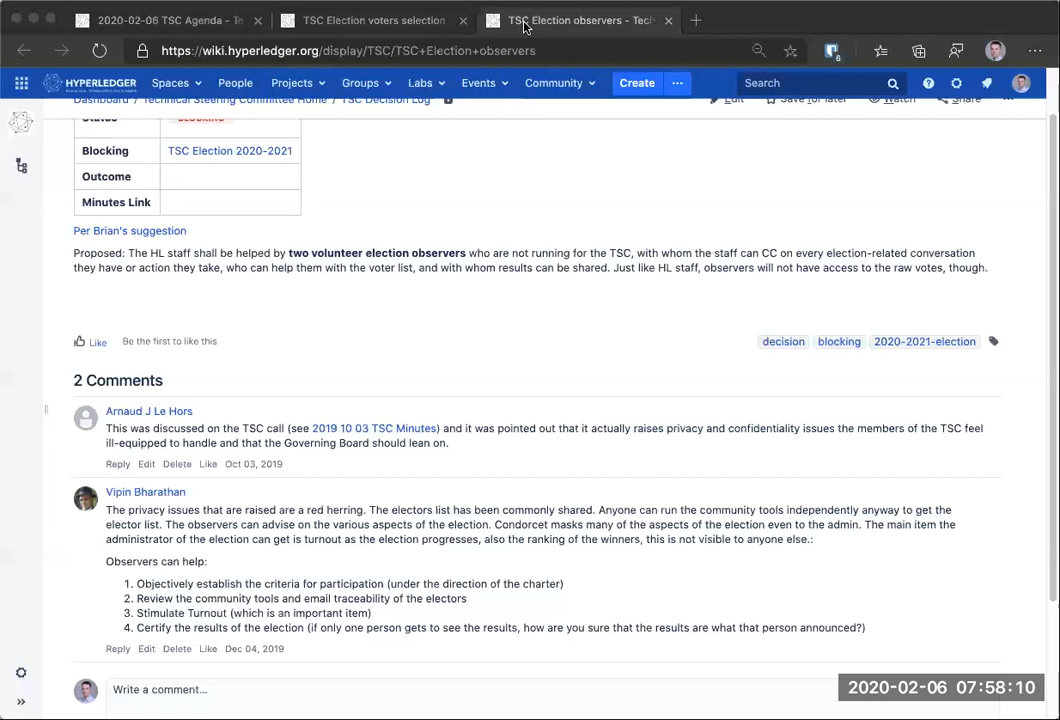 2020-02-06 TSC Agenda - Te
TSC Election voters selection
TSC Election observers - Tech
https://wiki.hyperledger.org/display/TSC/TSC+Election+observers
6
HYPERLEDGER
Spaces
People
Projects
Groups
Labs
Events
Community
Create
Search
Dashboard / Technical Steering Committee Home / TSC Decision Log
Edit
Save for later
Watch
Share
Status
BLOCKING
Blocking
TSC Election 2020-2021
Outcome
Minutes Link
Per Brian's suggestion
Proposed: The HL staff shall be helped by two volunteer election observers who are not running for the TSC, with whom the staff can CC on every election-related conversation
they have or action they take, who can help them with the voter list, and with whom results can be shared. Just like HL staff, observers will not have access to the raw votes, though.
Like
Be the first to like this
decision
blocking
2020-2021-election
2 Comments
Arnaud J Le Hors
This was discussed on the TSC call (see 2019 10 03 TSC Minutes) and it was pointed out that it actually raises privacy and confidentiality issues the members of the TSC feel
ill-equipped to handle and that the Governing Board should lean on.
Reply Edit Delete Like Oct 03, 2019
Vipin Bharathan
The privacy issues that are raised are a red herring. The electors list has been commonly shared. Anyone can run the community tools independently anyway to get the
elector list. The observers can advise on the various aspects of the election. Condorcet masks many of the aspects of the election even to the admin. The main item the
administrator of the election can get is turnout as the election progresses, also the ranking of the winners, this is not visible to anyone else.:
Observers can help:
1. Objectively establish the criteria for participation (under the direction of the charter)
2. Review the community tools and email traceability of the electors
3. Stimulate Turnout (which is an important item)
4. Certify the results of the election (if only one person gets to see the results, how are you sure that the results are what that person announced?)
Reply Edit Delete Like Dec 04, 2019
Write a comment…
2020-02-06 07:58:10